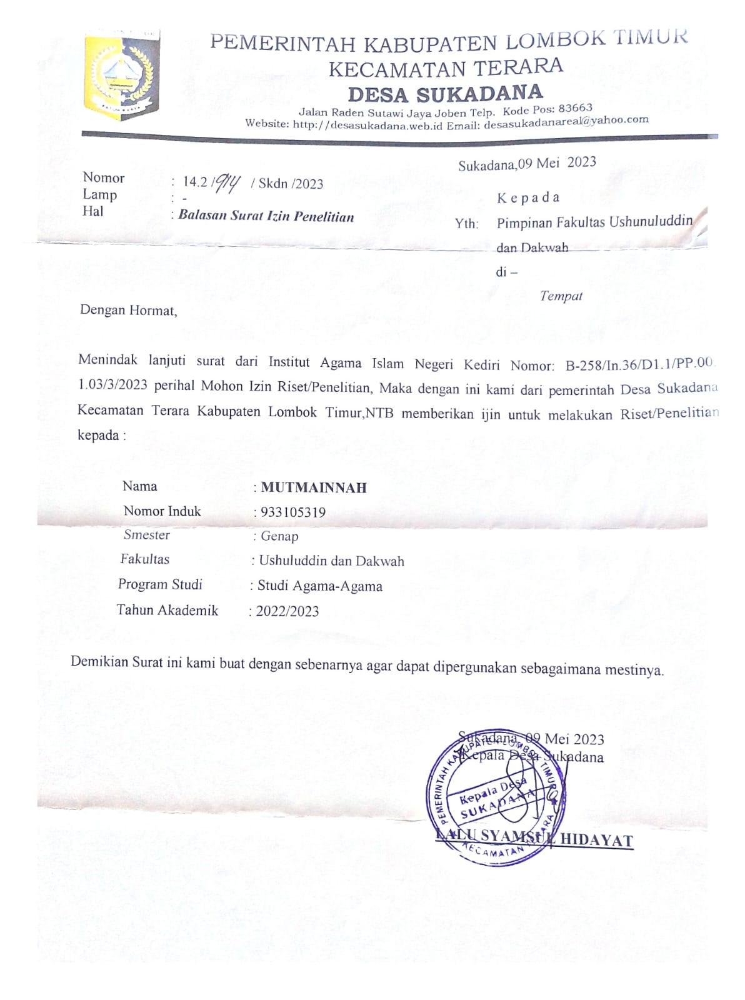 PEMERINTAH KABUPATEN LOMBOK TIMUR
KECAMATAN TERARA
DESA SUKADANA
Jalan Raden Sutawi Jaya Joben Telp. Kode Pos: 83663
Website: http://desasukadana.web.id Email: desasukadanareal@yahoo.com
Sukadana,09 Mei 2023
Nomor : 14.2 /914 / Skdn /2023
Lamp : -
Hal : Balasan Surat Izin Penelitian
Kepada
Yth: Pimpinan Fakultas Ushunuluddin
dan Dakwah
di –
Tempat
Dengan Hormat,
Menindak lanjuti surat dari Institut Agama Islam Negeri Kediri Nomor: B-258/In.36/D1.1/PP.00.
1.03/3/2023 perihal Mohon Izin Riset/Penelitian, Maka dengan ini kami dari pemerintah Desa Sukadana
Kecamatan Terara Kabupaten Lombok Timur,NTB memberikan ijin untuk melakukan Riset/Penelitian
kepada :
Nama : MUTMAINNAH
Nomor Induk : 933105319
Smester : Genap
Fakultas : Ushuluddin dan Dakwah
Program Studi : Studi Agama-Agama
Tahun Akademik : 2022/2023
Demikian Surat ini kami buat dengan sebenarnya agar dapat dipergunakan sebagaimana mestinya.
Sukadana, 09 Mei 2023
Kepala Desa Sukadana
PEMERINTAH KABUPATEN LOMBOK TIMUR
Kepala Desa
SUKADANA
KECAMATAN TERARA
LALU SYAMSUL HIDAYAT